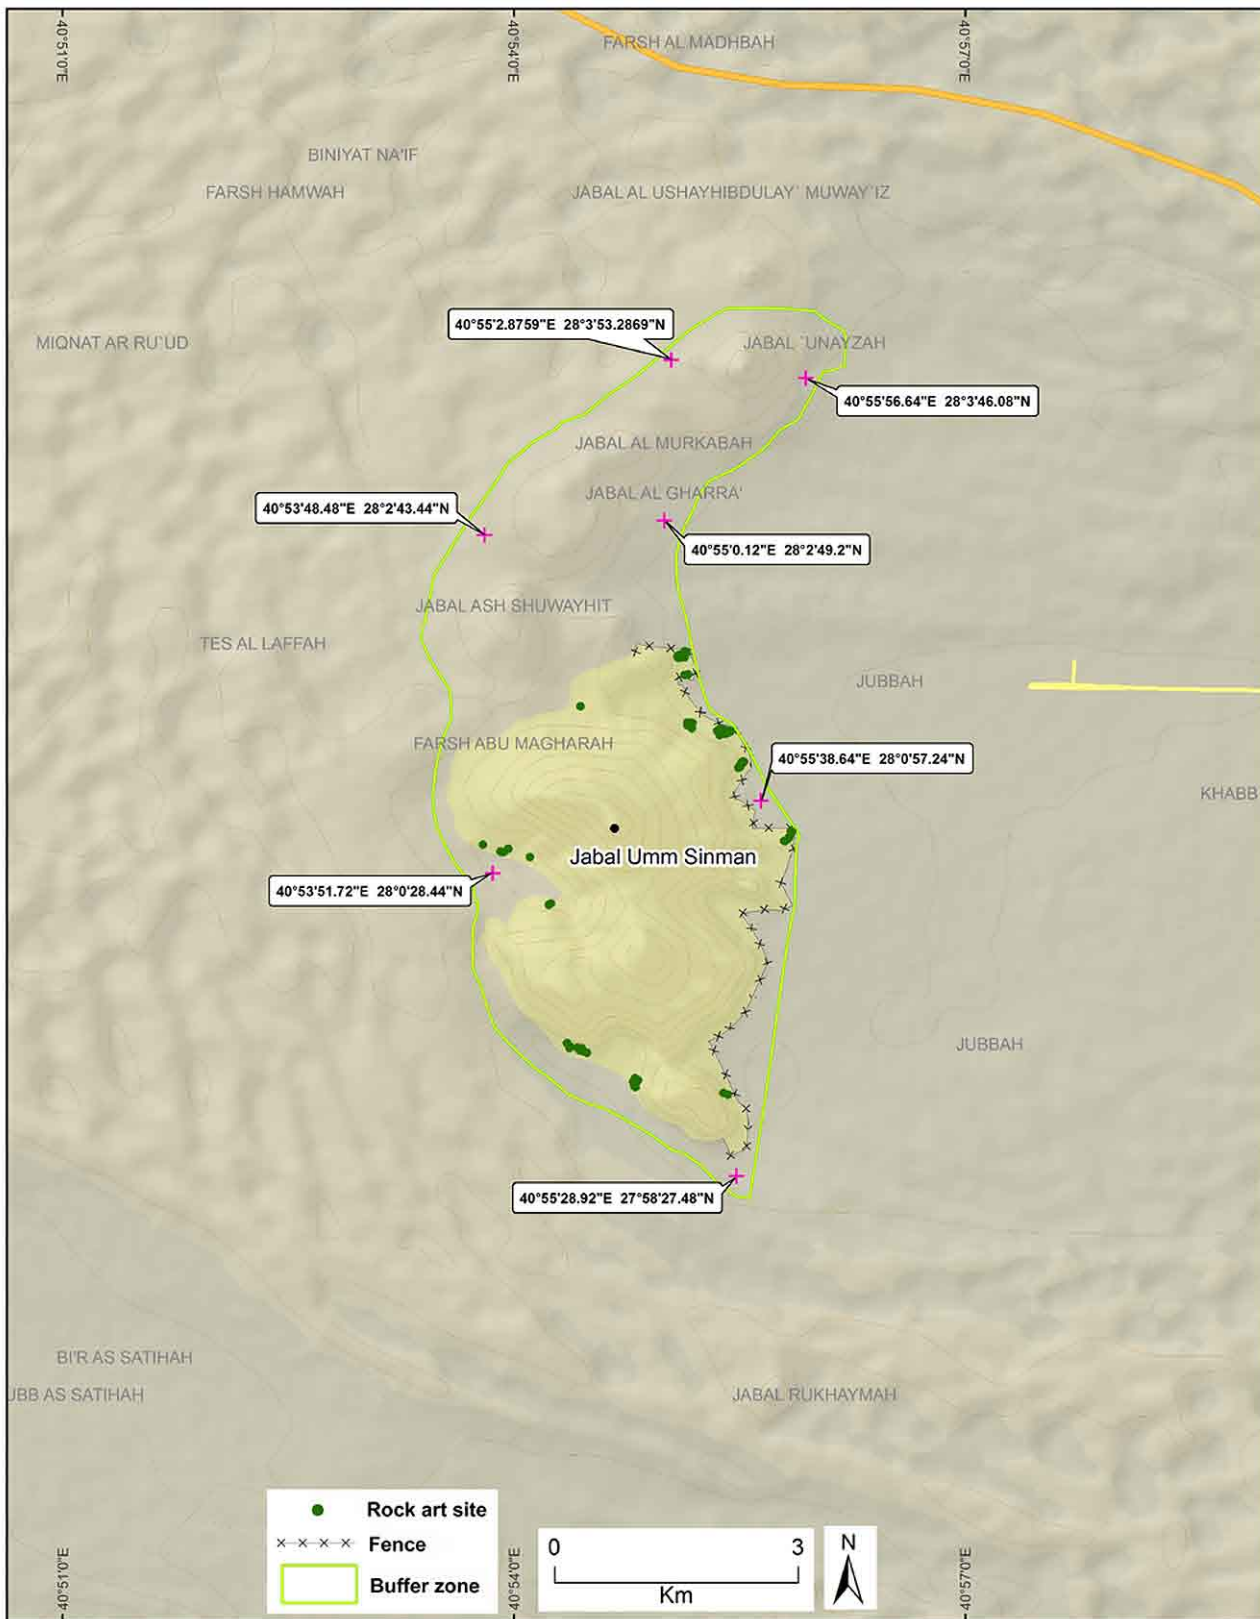 40°51'0"E
40°54'0"E
40°57'0"E
FARSH AL MADHBAH
BINIYAT NA'IF
FARSH HAMWAH
JABAL AL USHAYHIBDULAY` MUWAY`IZ
40°55'2.8759"E 28°3'53.2869"N
MIQNAT AR RU`UD
JABAL `UNAYZAH
40°55'56.64"E 28°3'46.08"N
JABAL AL MURKABAH
JABAL AL GHARRA'
40°53'48.48"E 28°2'43.44"N
40°55'0.12"E 28°2'49.2"N
JABAL ASH SHUWAYHIT
TES AL LAFFAH
JUBBAH
FARSH ABU MAGHARAH
40°55'38.64"E 28°0'57.24"N
KHABB
Jabal Umm Sinman
40°53'51.72"E 28°0'28.44"N
JUBBAH
40°55'28.92"E 27°58'27.48"N
BI'R AS SATIHAH
UBB AS SATIHAH
JABAL RUKHAYMAH
Rock art site
Fence
Buffer zone
0 3
Km
N
40°51'0"E
40°54'0"E
40°57'0"E